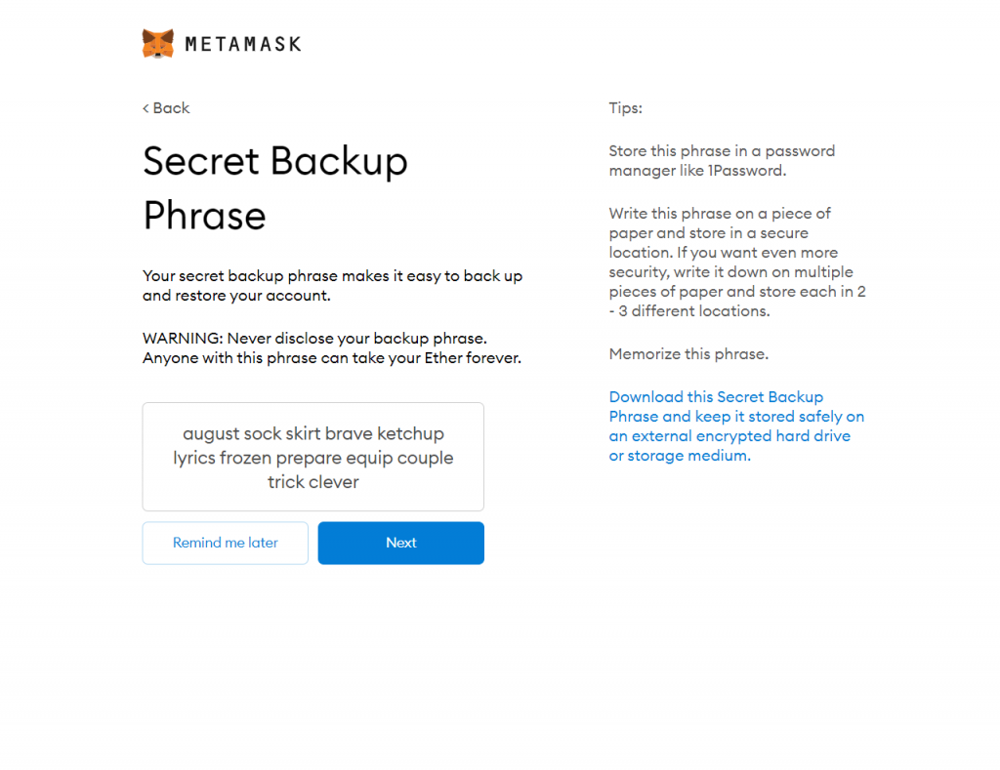 METAMASK
< Back
Secret Backup
Phrase
Your secret backup phrase makes it easy to back up
and restore your account.
WARNING: Never disclose your backup phrase.
Anyone with this phrase can take your Ether forever.
august sock skirt brave ketchup
lyrics frozen prepare equip couple
trick clever
Remind me later
Next
Tips:
Store this phrase in a password
manager like 1Password.
Write this phrase on a piece of
paper and store in a secure
location. If you want even more
security, write it down on multiple
pieces of paper and store each in 2
- 3 different locations.
Memorize this phrase.
Download this Secret Backup
Phrase and keep it stored safely on
an external encrypted hard drive
or storage medium.